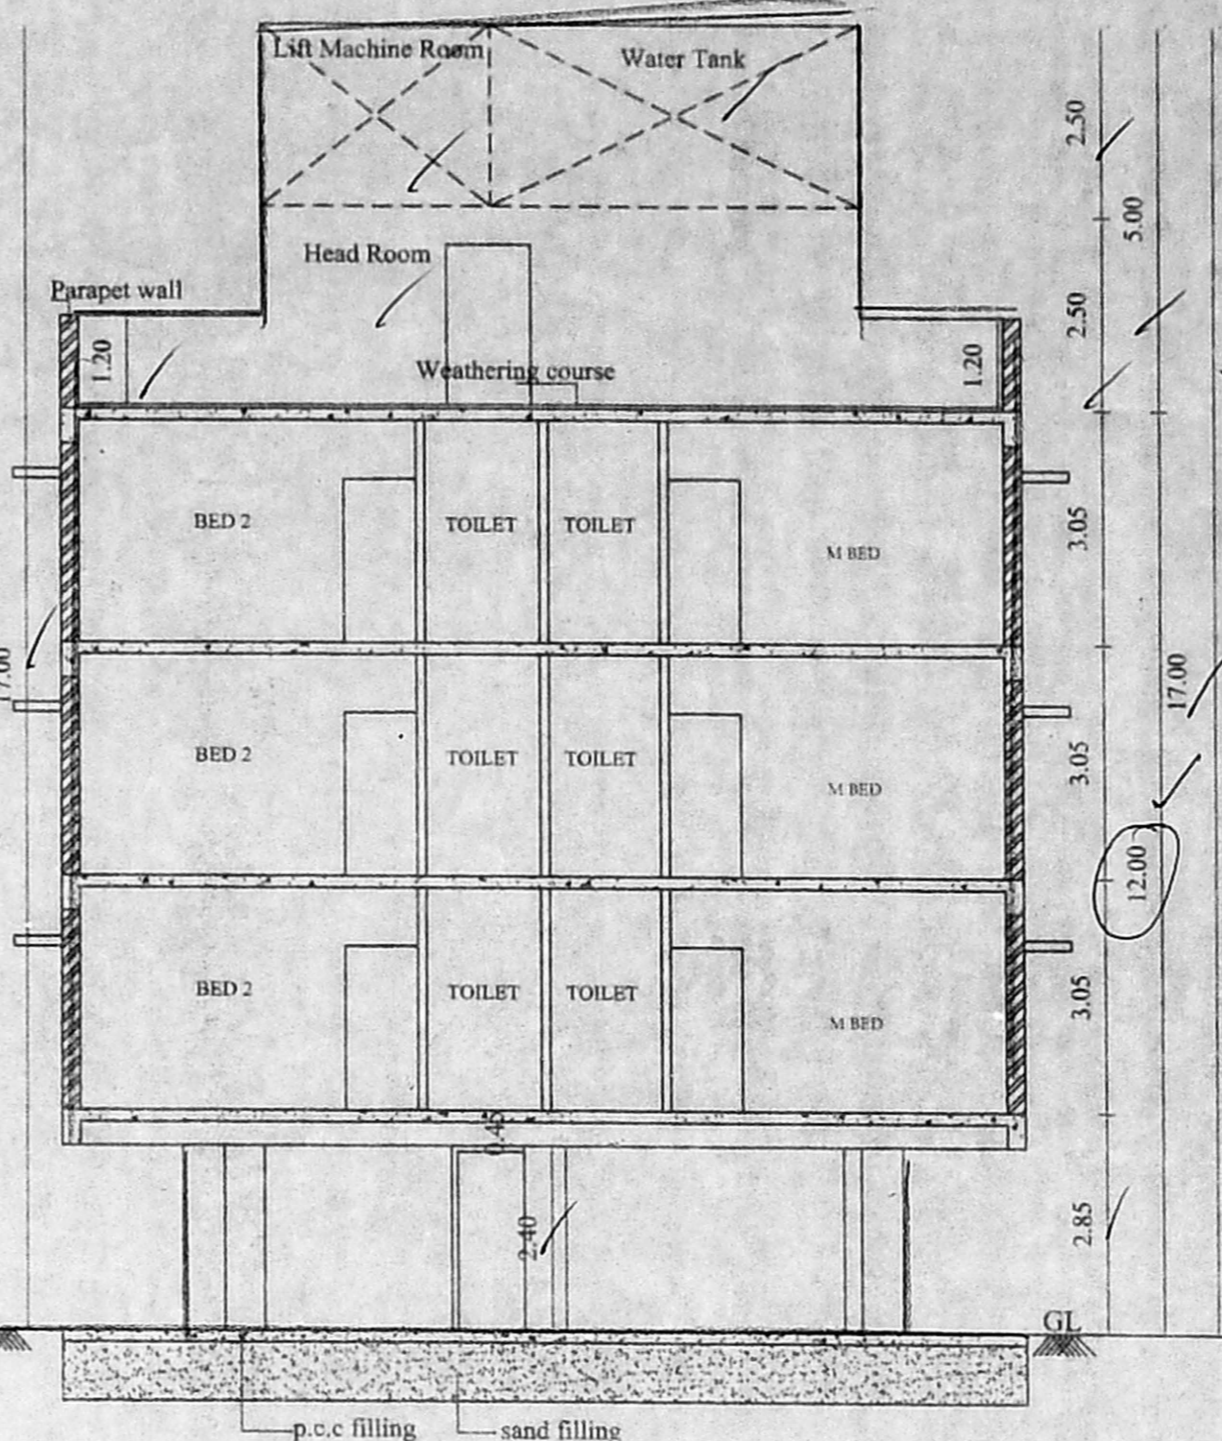 Lift Machine Room
Water Tank
2.50
5.00
Head Room
Parapet wall
2.50
1.20
Weathering course
1.20
BED 2
TOILET
TOILET
M BED
3.05
17.00
17.00
BED 2
TOILET
TOILET
M BED
3.05
12.00
BED 2
TOILET
TOILET
M BED
3.05
0.45
2.40
2.85
GL
p.c.c filling
sand filling